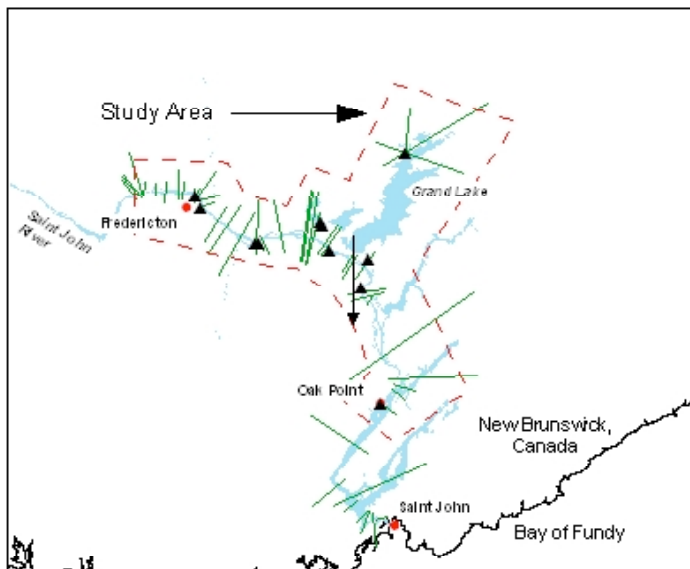 Study Area
Grand Lake
Saint John
River
Fredericton
Oak Point
New Brunswick,
Canada
Saint John
Bay of Fundy